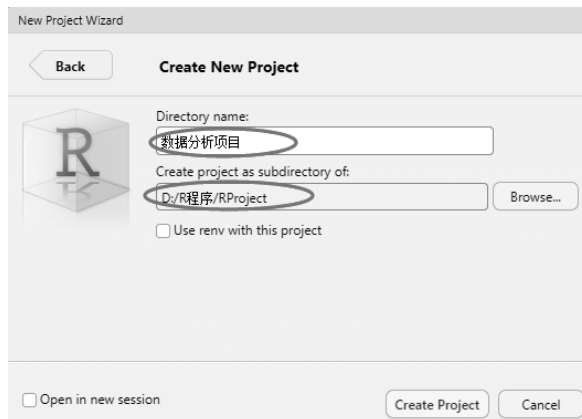 New Project Wizard
Back
Create New Project
R
Directory name:
数据分析项目
Create project as subdirectory of:
D:/R程序/RProject
Browse...
Use renv with this project
Open in new session
Create Project
Cancel